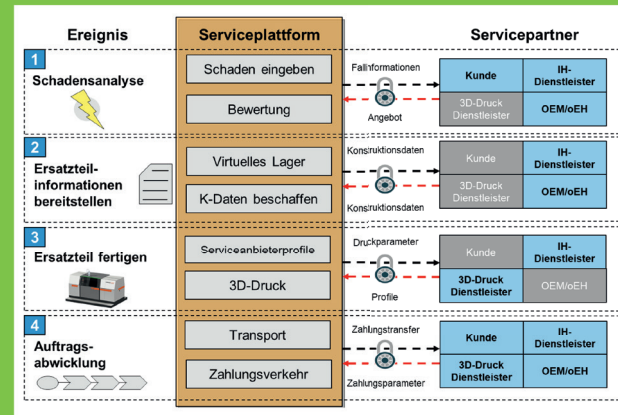 Ereignis
Serviceplattform
Servicepartner
1
Schadensanalyse
Schaden eingeben
Bewertung
Fallinformationen
Angebot
Kunde
IH-
Dienstleister
3D-Druck
Dienstleister
OEM/oEH
2
Ersatzteil-
informationen
bereitstellen
Virtuelles Lager
K-Daten beschaffen
Konstruktionsdaten
Konstruktionsdaten
Kunde
IH-
Dienstleister
3D-Druck
Dienstleister
OEM/oEH
3
Ersatzteil fertigen
Serviceanbieterprofile
3D-Druck
Druckparameter
Profile
Kunde
IH-
Dienstleister
3D-Druck
Dienstleister
OEM/oEH
4
Auftrags-
abwicklung
Transport
Zahlungsverkehr
Zahlungstransfer
Zahlungsparameter
Kunde
IH-
Dienstleister
3D-Druck
Dienstleister
OEM/oEH